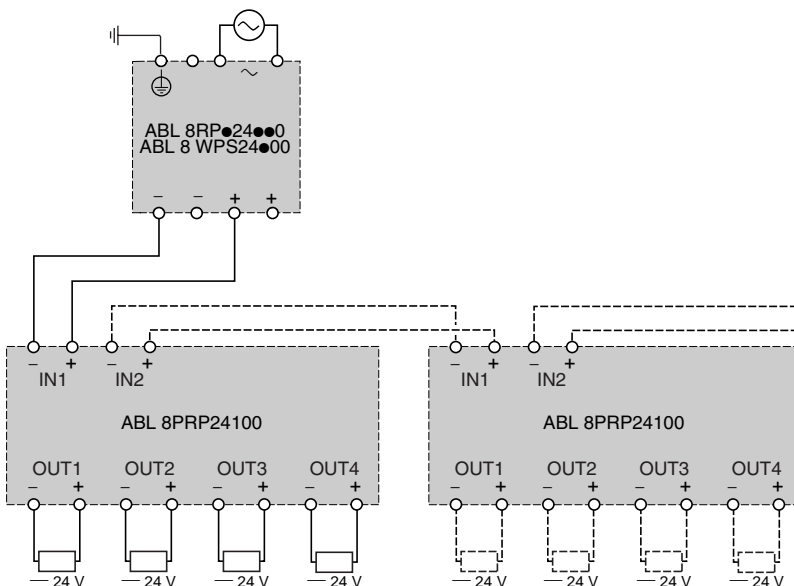 ABL 8RP●24●●0
ABL 8 WPS24●00
– – + +
– + – + – + – +
IN1 IN2 IN1 IN2
ABL 8PRP24100 ABL 8PRP24100
OUT1 OUT2 OUT3 OUT4 OUT1 OUT2 OUT3 OUT4
– + – + – + – + – + – + – + – +
24 V 24 V 24 V 24 V 24 V 24 V 24 V 24 V